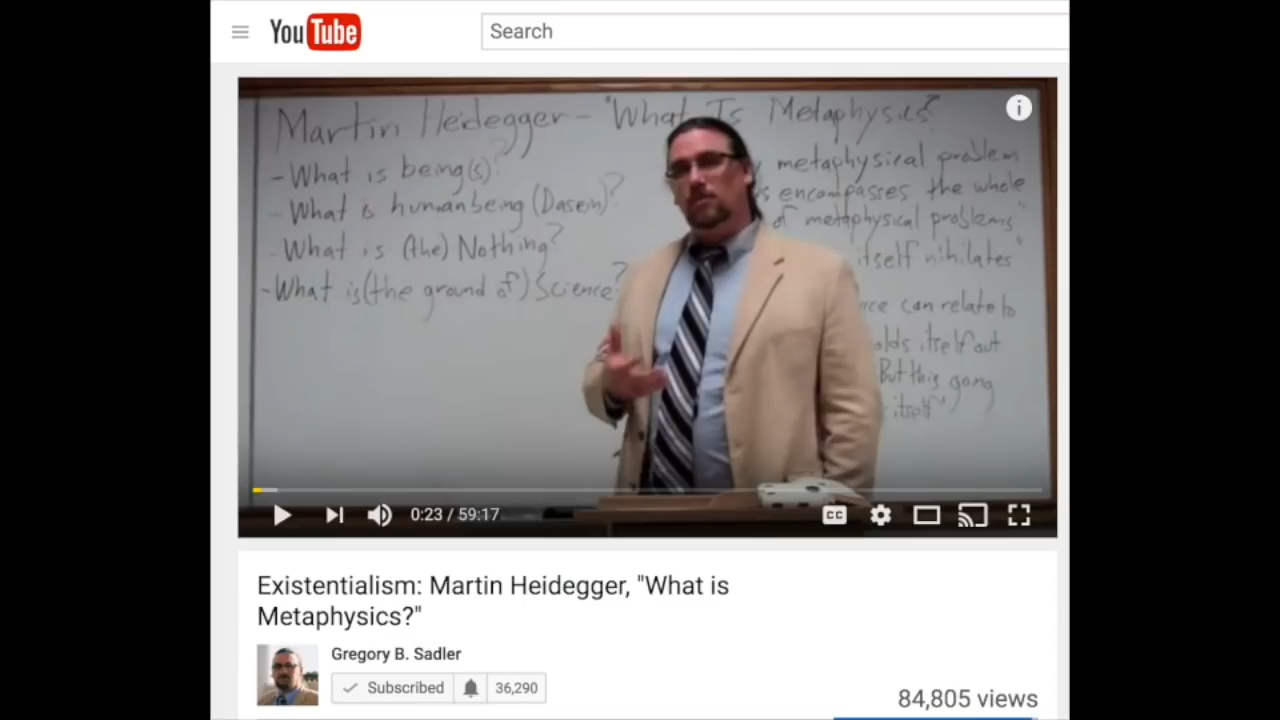 YouTube
Search
Martin Heidegger - "What Is Metaphysics?
- What is being(s)?
- What is human being (Dasein)?
- What is (the) Nothing?
- What is (the ground of) Science?
metaphysical problem
encompasses the whole
of metaphysical problems"
itself nihilates"
can relate to
itself out
But this going
itself"
i
0:23 / 59:17
CC
Existentialism: Martin Heidegger, "What is
Metaphysics?"
Gregory B. Sadler
Subscribed 36,290
84,805 views